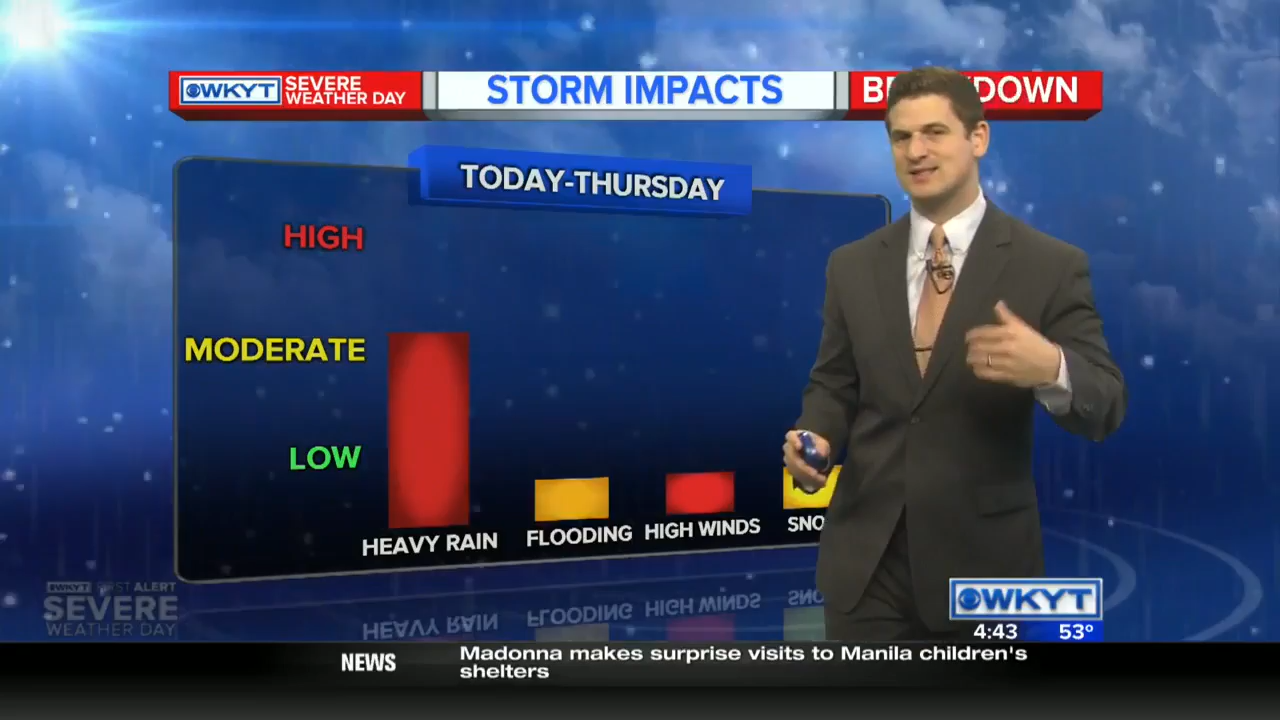 WKYT SEVERE WEATHER DAY
STORM IMPACTS
TODAY-THURSDAY
HIGH
MODERATE
LOW
HEAVY RAIN
FLOODING
HIGH WINDS
WKYT FIRST ALERT
SEVERE
WEATHER DAY
WKYT
4:43 53°
NEWS
Madonna makes surprise visits to Manila children's
shelters